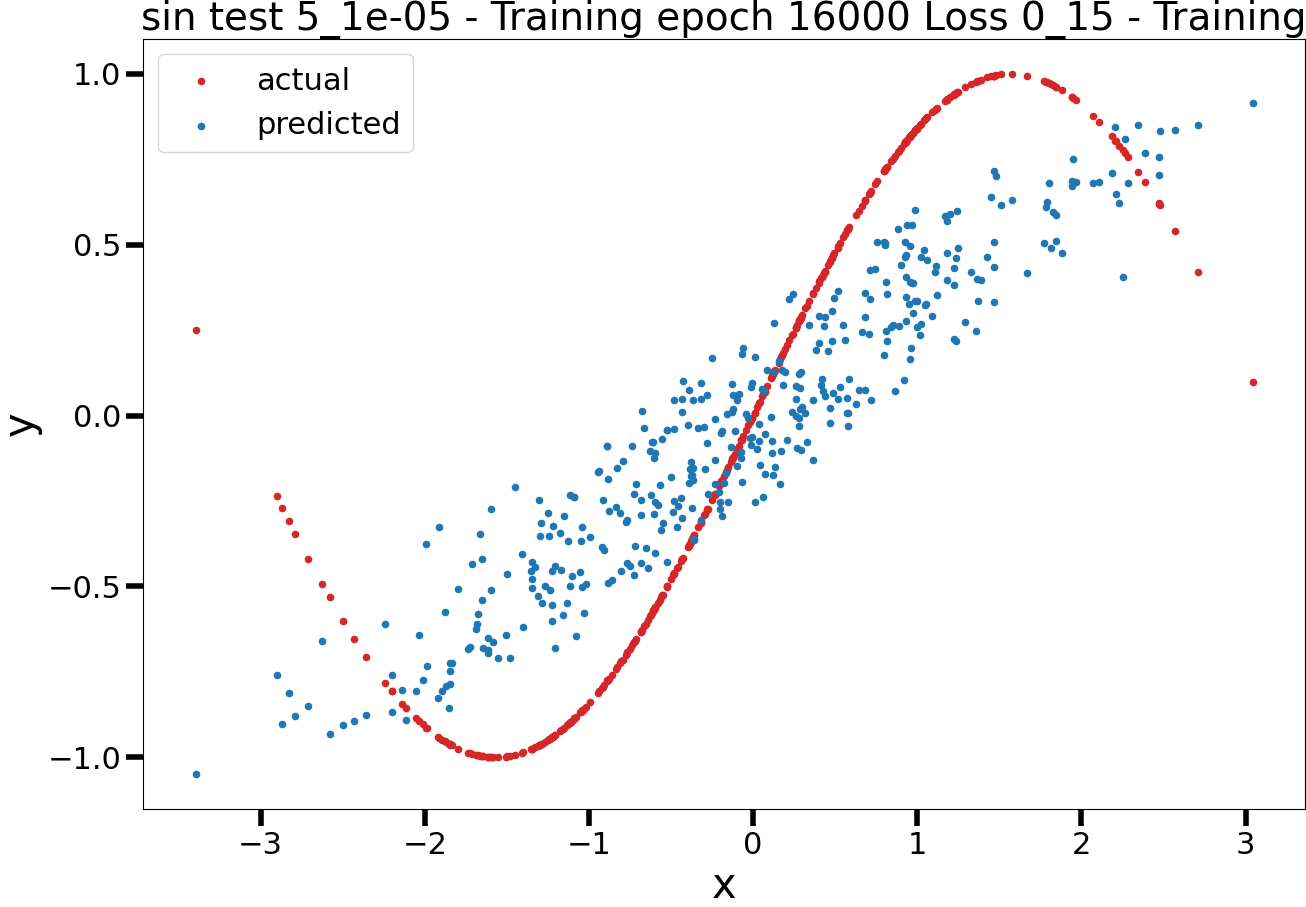 sin test 5_1e-05 - Training epoch 16000 Loss 0_15 - Training
actual
predicted
1.0
0.5
0.0
−0.5
−1.0
y
−3
−2
−1
0
1
2
3
x